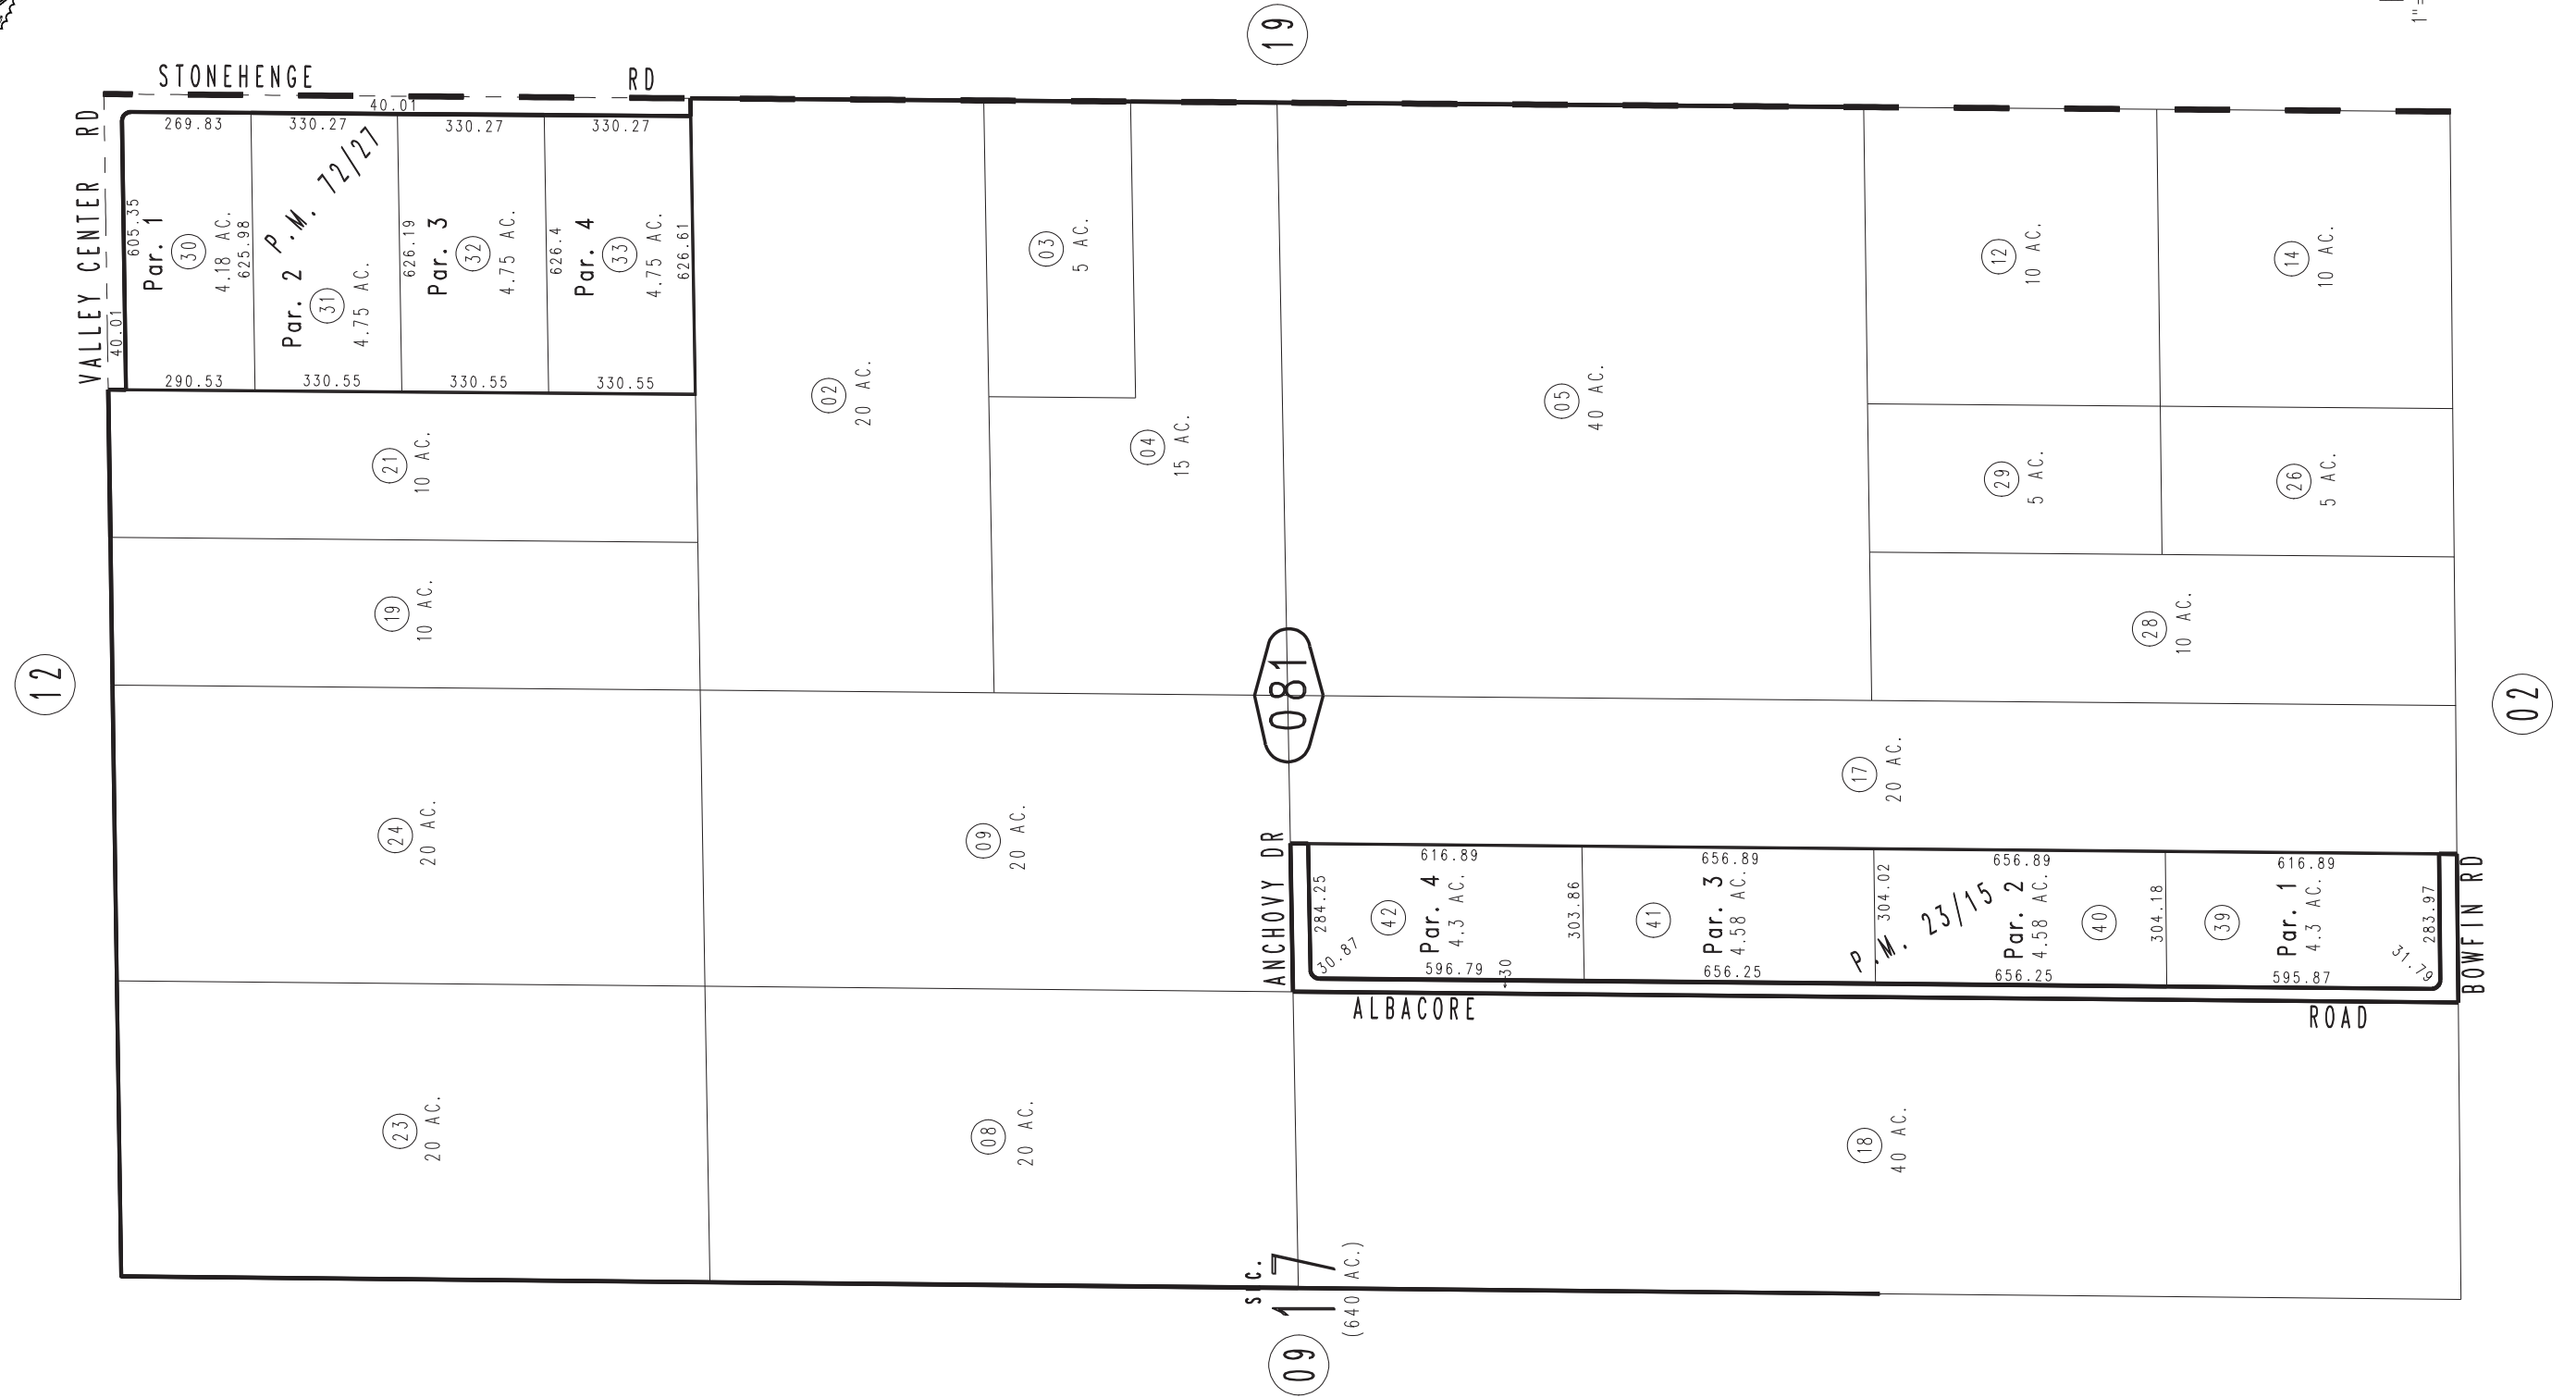 19
1"=
STONEHENGE RD
VALLEY CENTER RD
40.01
40.01
269.83
330.27
330.27
330.27
605.35
Par. 1
30
4.18 AC.
625.98
P.M. 72/27
Par. 2
31
4.75 AC.
626.19
Par. 3
32
4.75 AC.
626.4
Par. 4
33
4.75 AC.
626.61
290.53
330.55
330.55
330.55
02
20 AC.
03
5 AC.
04
15 AC.
05
40 AC.
12
10 AC.
14
10 AC.
29
5 AC.
26
5 AC.
28
10 AC.
21
10 AC.
19
10 AC.
12
081
02
17
20 AC.
24
20 AC.
09
20 AC.
ANCHOVY DR
616.89
656.89
656.89
616.89
284.25
42
Par. 4
4.3 AC.
303.86
41
Par. 3
4.58 AC.
304.02
P.M. 23/15
Par. 2
4.58 AC.
40
304.18
39
Par. 1
4.3 AC.
283.97
30.87
596.79
30
656.25
656.25
595.87
31.79
BOWFIN RD
ALBACORE ROAD
23
20 AC.
08
20 AC.
18
40 AC.
SEC.
17
(640 AC.)
09